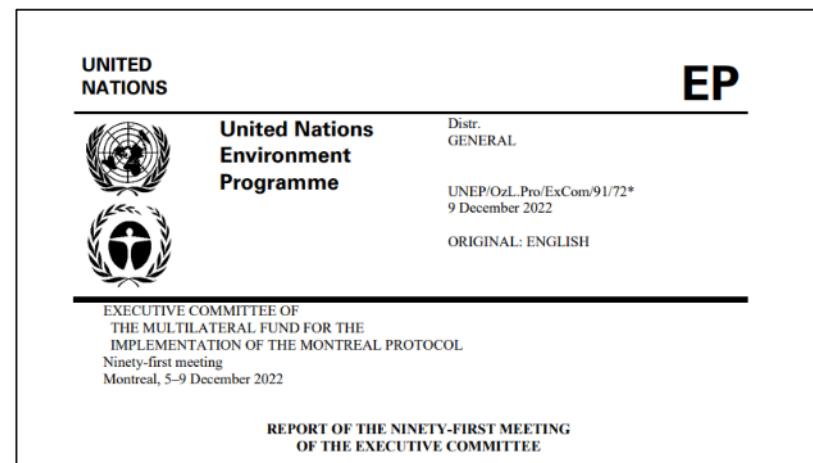 UNITED
NATIONS
EP
United Nations
Environment
Programme
Distr.
GENERAL
UNEP/OzL.Pro/ExCom/91/72*
9 December 2022
ORIGINAL: ENGLISH
EXECUTIVE COMMITTEE OF
THE MULTILATERAL FUND FOR THE
IMPLEMENTATION OF THE MONTREAL PROTOCOL
Ninety-first meeting
Montreal, 5–9 December 2022
REPORT OF THE NINETY-FIRST MEETING
OF THE EXECUTIVE COMMITTEE